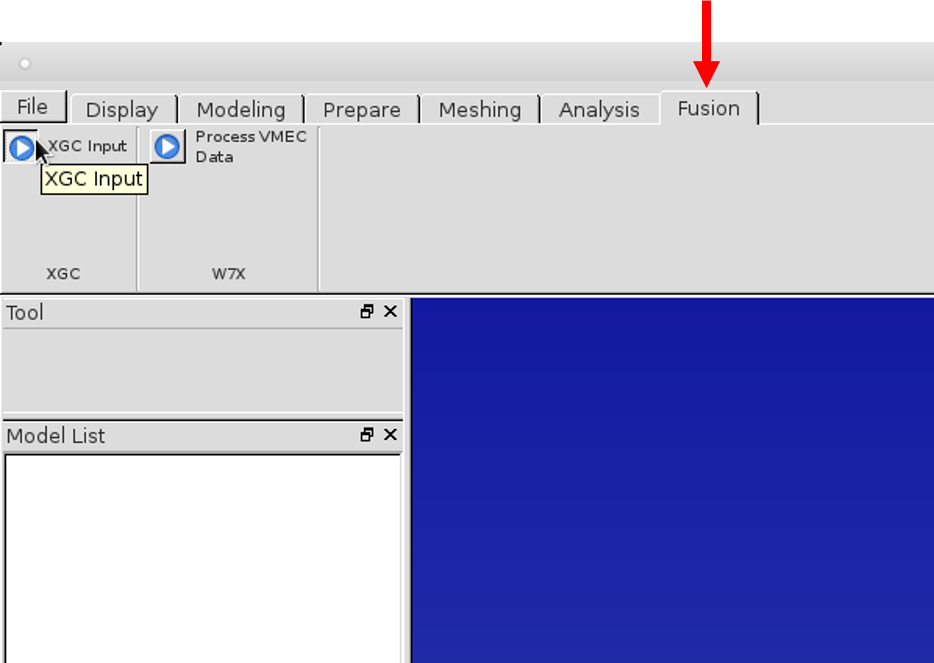 File
Display
Modeling
Prepare
Meshing
Analysis
Fusion
XGC Input
Process VMEC
Data
XGC Input
XGC
W7X
Tool
Model List